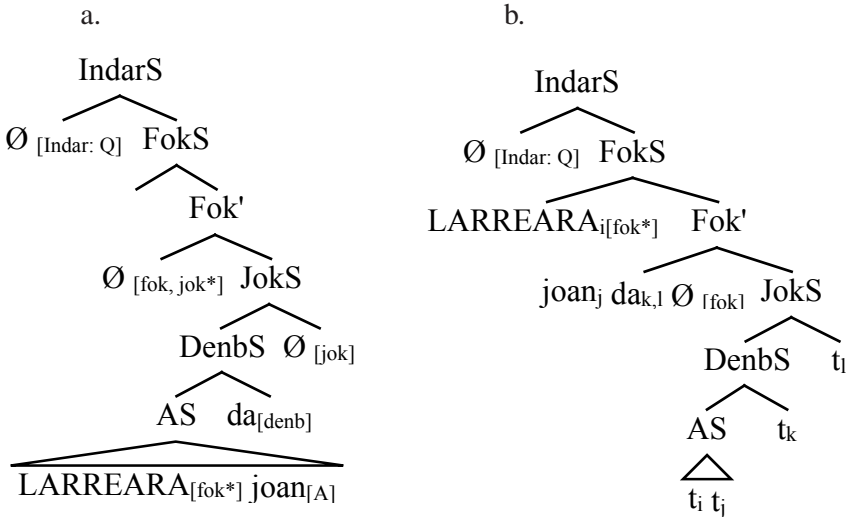 a. b.
IndarS IndarS
Ø [Indar: Q] FokS Ø [Indar: Q] FokS
Fok' LARREARA i[fok*] Fok'
Ø [fok, jok*] JokS joan j da k,l Ø [fok] JokS
DenbS Ø [jok] DenbS t l
AS da [denb] AS t k
LARREARA [fok*] joan [A] t i t j